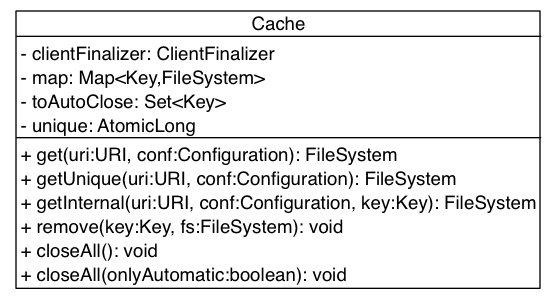 Cache
- clientFinalizer: ClientFinalizer
- map: Map<Key,FileSystem>
- toAutoClose: Set<Key>
- unique: AtomicLong
+ get(uri:URI, conf:Configuration): FileSystem
+ getUnique(uri:URI, conf:Configuration): FileSystem
+ getInternal(uri:URI, conf:Configuration, key:Key): FileSystem
+ remove(key:Key, fs:FileSystem): void
+ closeAll(): void
+ closeAll(onlyAutomatic:boolean): void